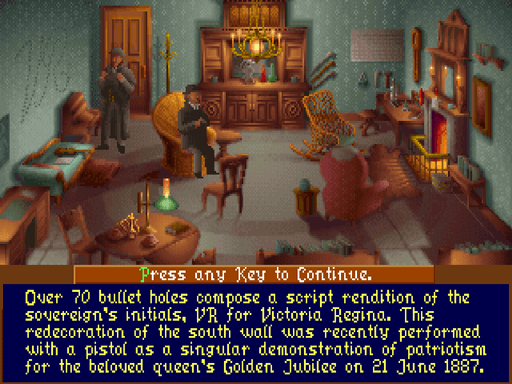 Press any Key to Continue.
Over 70 bullet holes compose a script rendition of the
sovereign's initials, VR for Victoria Regina. This
redecoration of the south wall was recently performed
with a pistol as a singular demonstration of patriotism
for the beloved queen's Golden Jubilee on 21 June 1887.